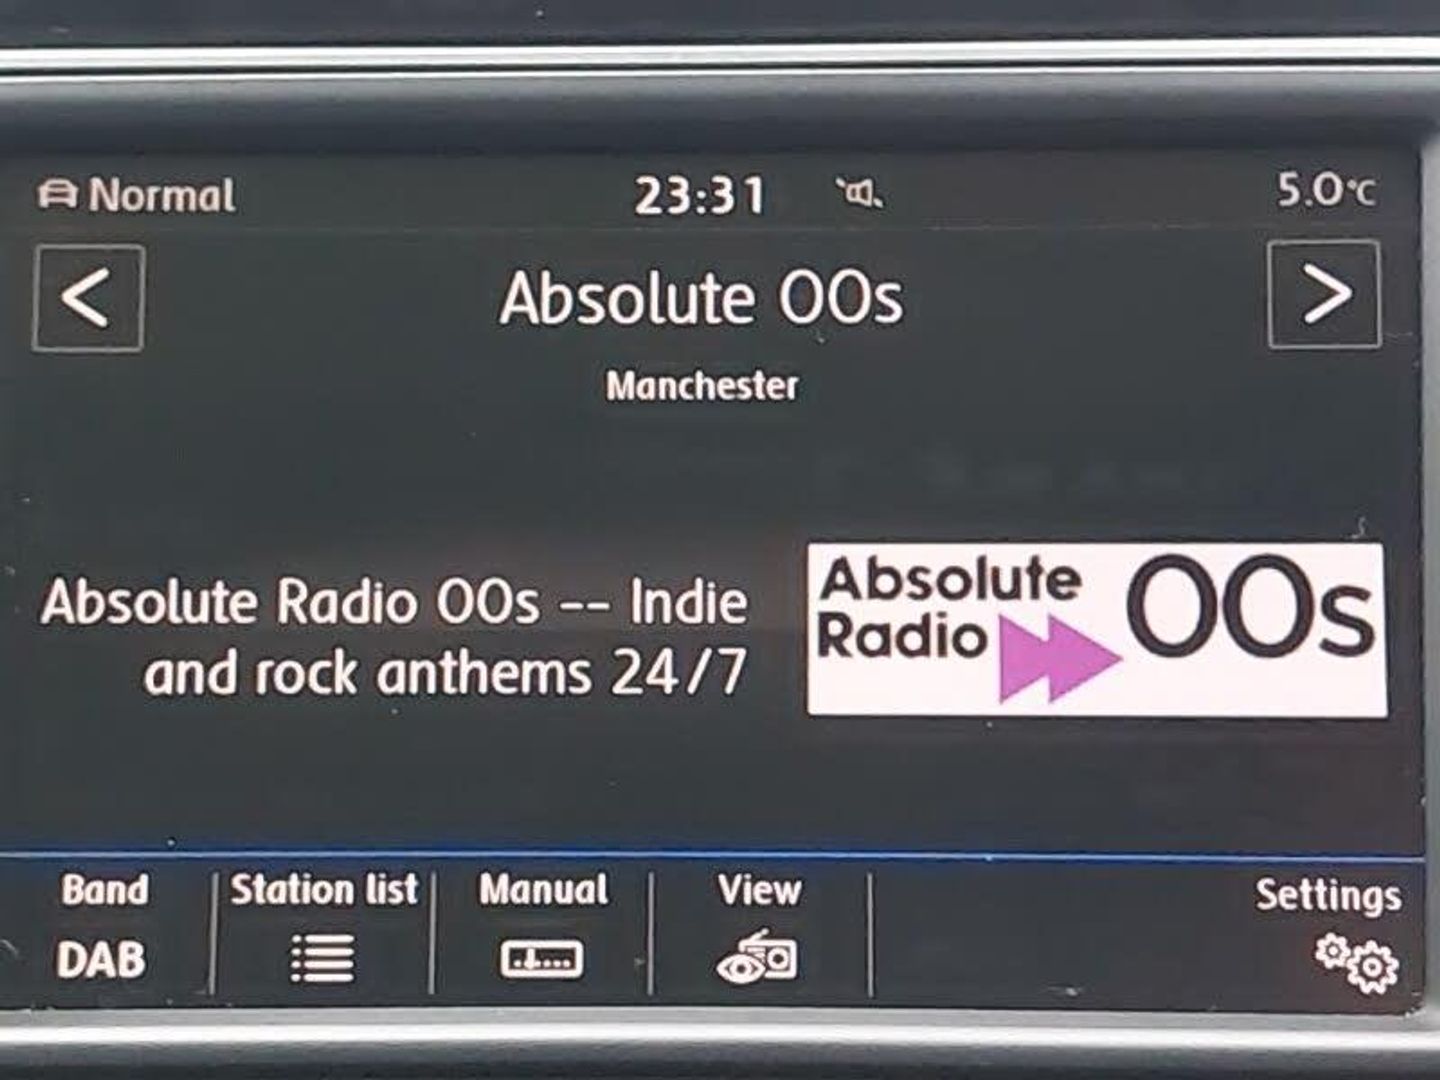 Normal 23:31 5.0°C
< Absolute 00s >
Manchester
Absolute Radio 00s -- Indie
and rock anthems 24/7
Absolute
Radio 00s
Band Station list Manual View Settings
DAB